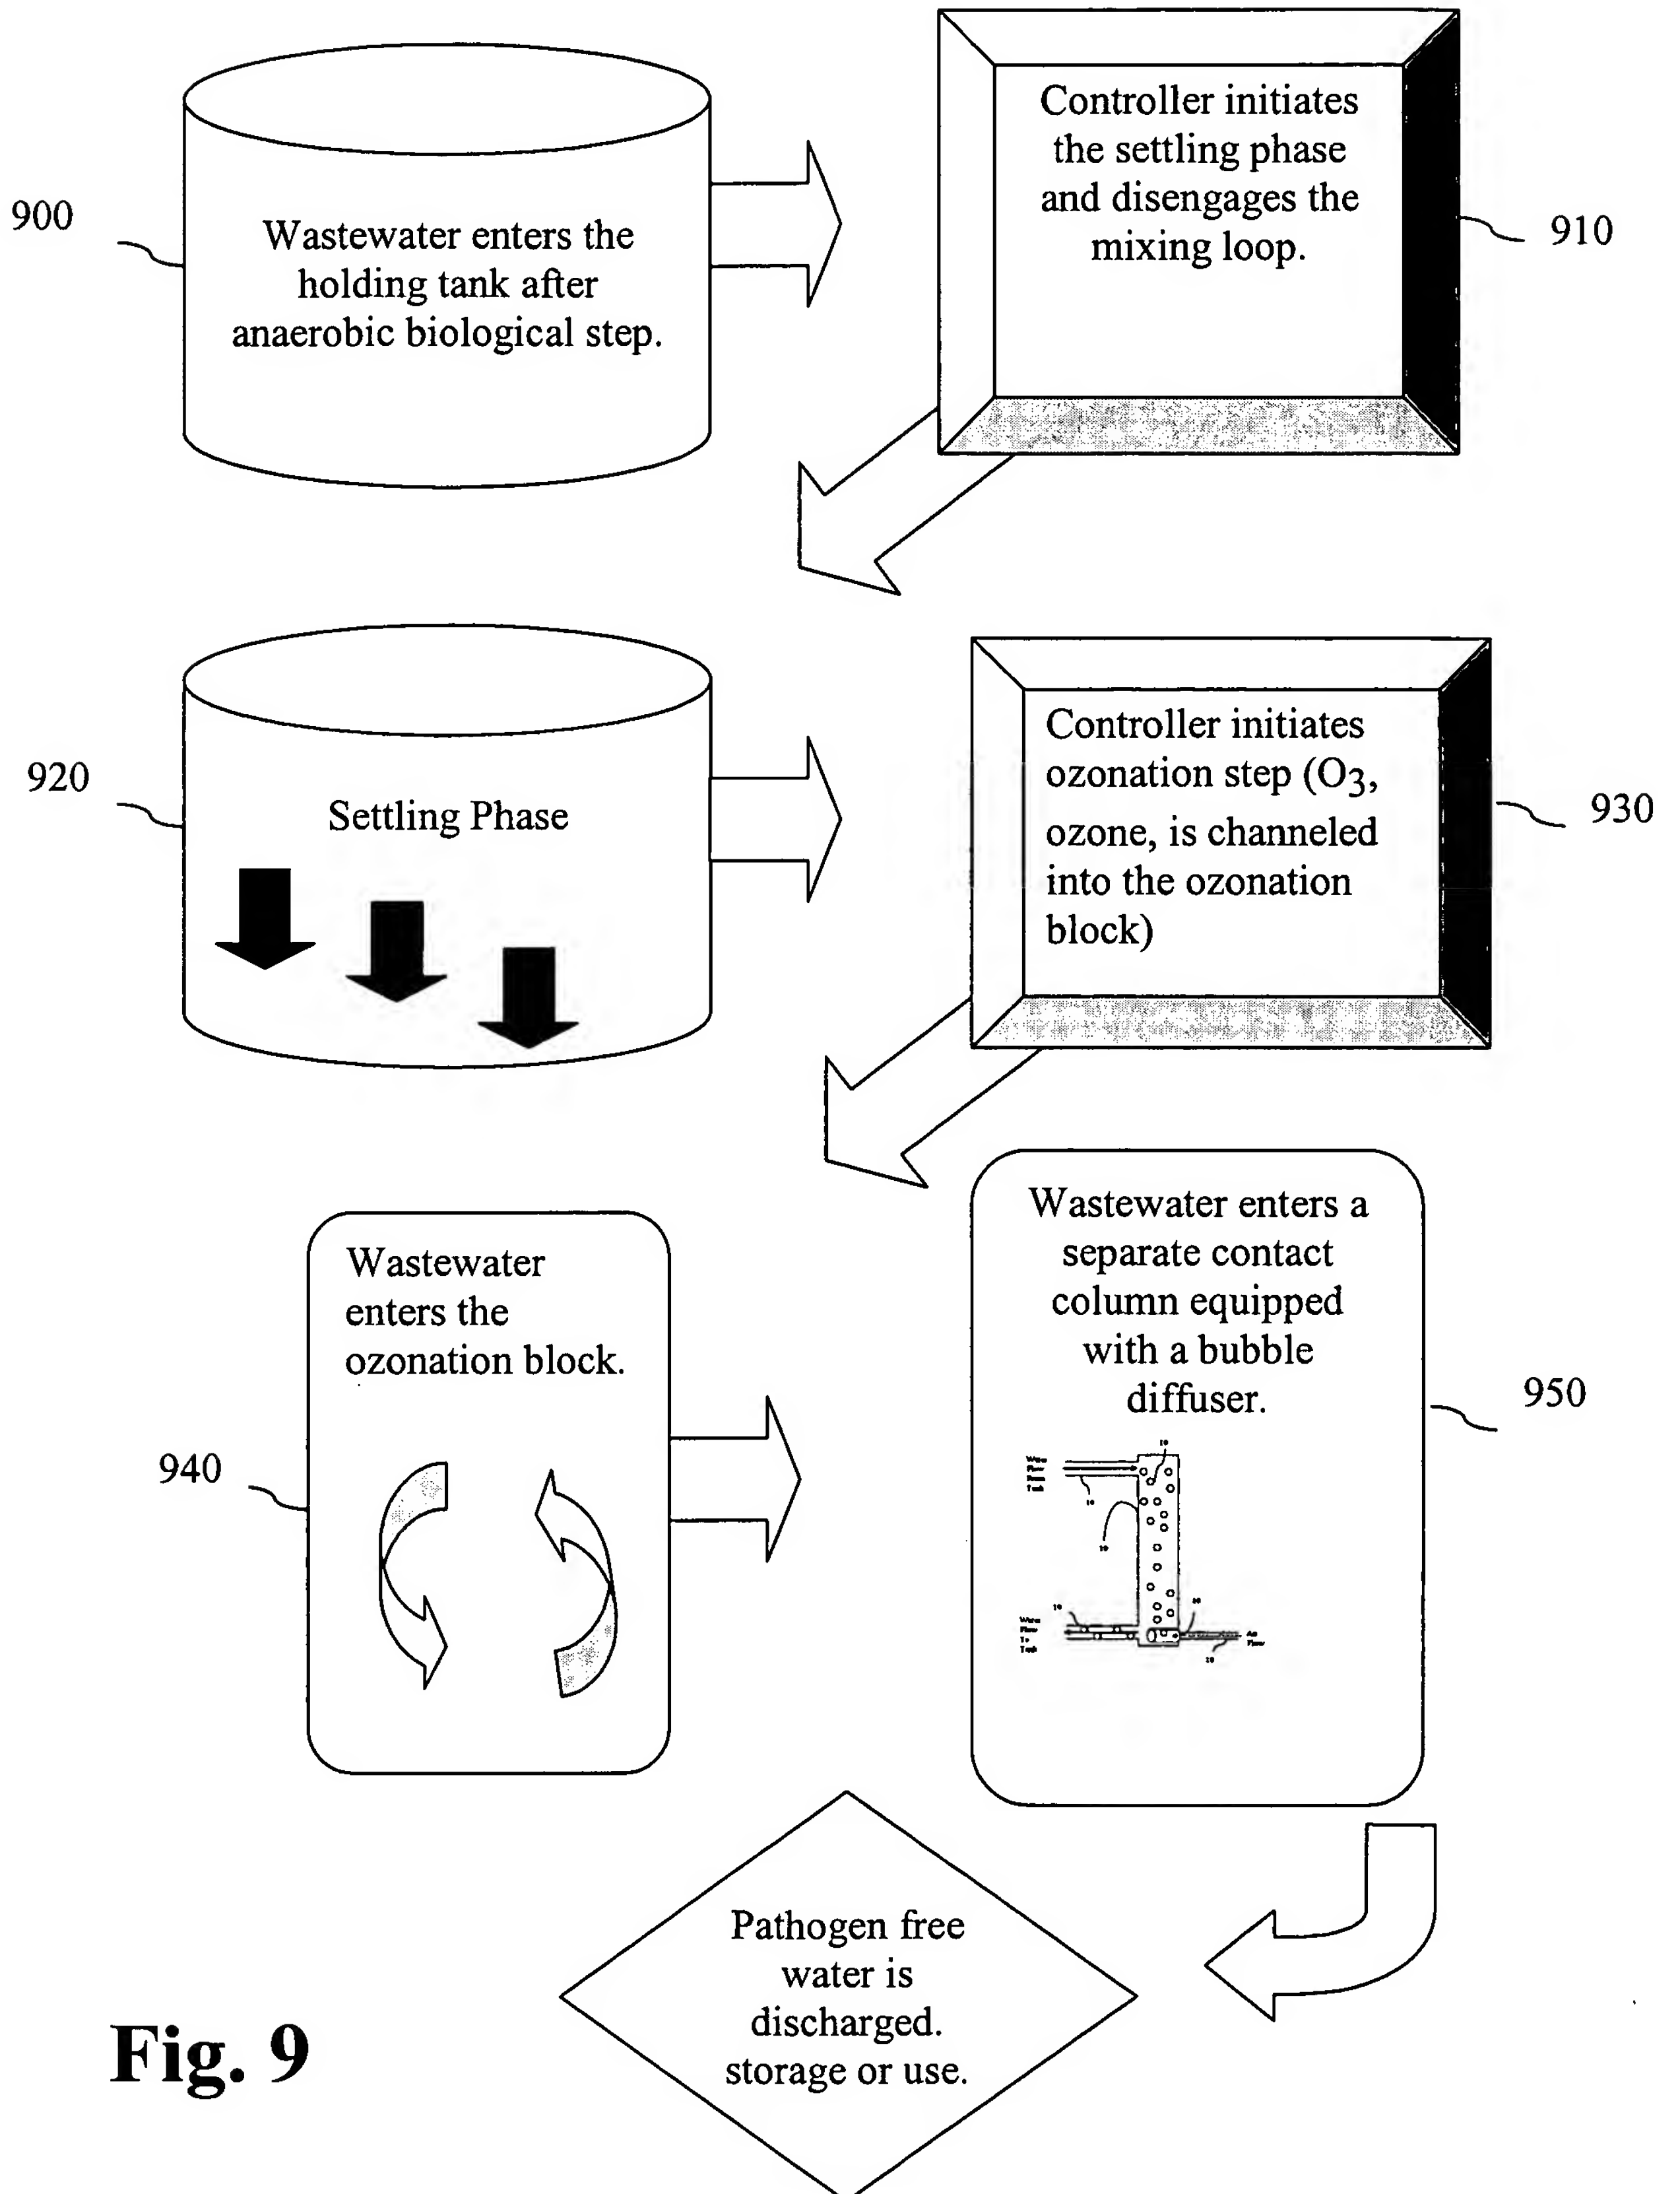 Wastewater enters the
holding tank after
anaerobic biological step.
900
Controller initiates
the settling phase
and disengages the
mixing loop.
910
Settling Phase
920
Controller initiates
ozonation step (O3,
ozone, is channeled
into the ozonation
block)
930
Wastewater
enters the
ozonation block.
940
Wastewater enters a
separate contact
column equipped
with a bubble
diffuser.
950
Pathogen free
water is
discharged.
storage or use.
Fig. 9